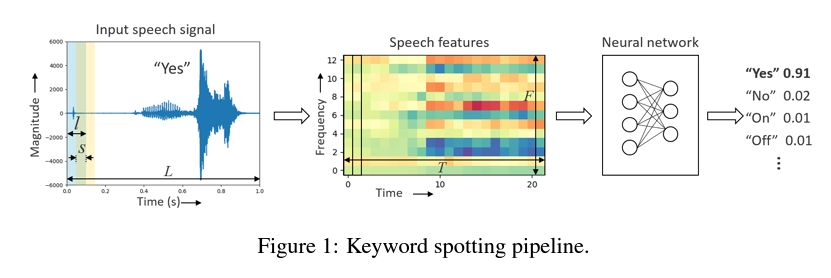 Input speech signal
Speech features
Neural network
6000
4000
2000
0
−2000
−4000
−6000
Magnitude
"Yes"
l
s
L
0.0 0.2 0.4 0.6 0.8 1.0
Time (s)
12
10
8
6
4
2
0
Frequency
F
T
0 10 20
Time
"Yes" 0.91
"No" 0.02
"On" 0.01
"Off" 0.01
⋮
Figure 1: Keyword spotting pipeline.